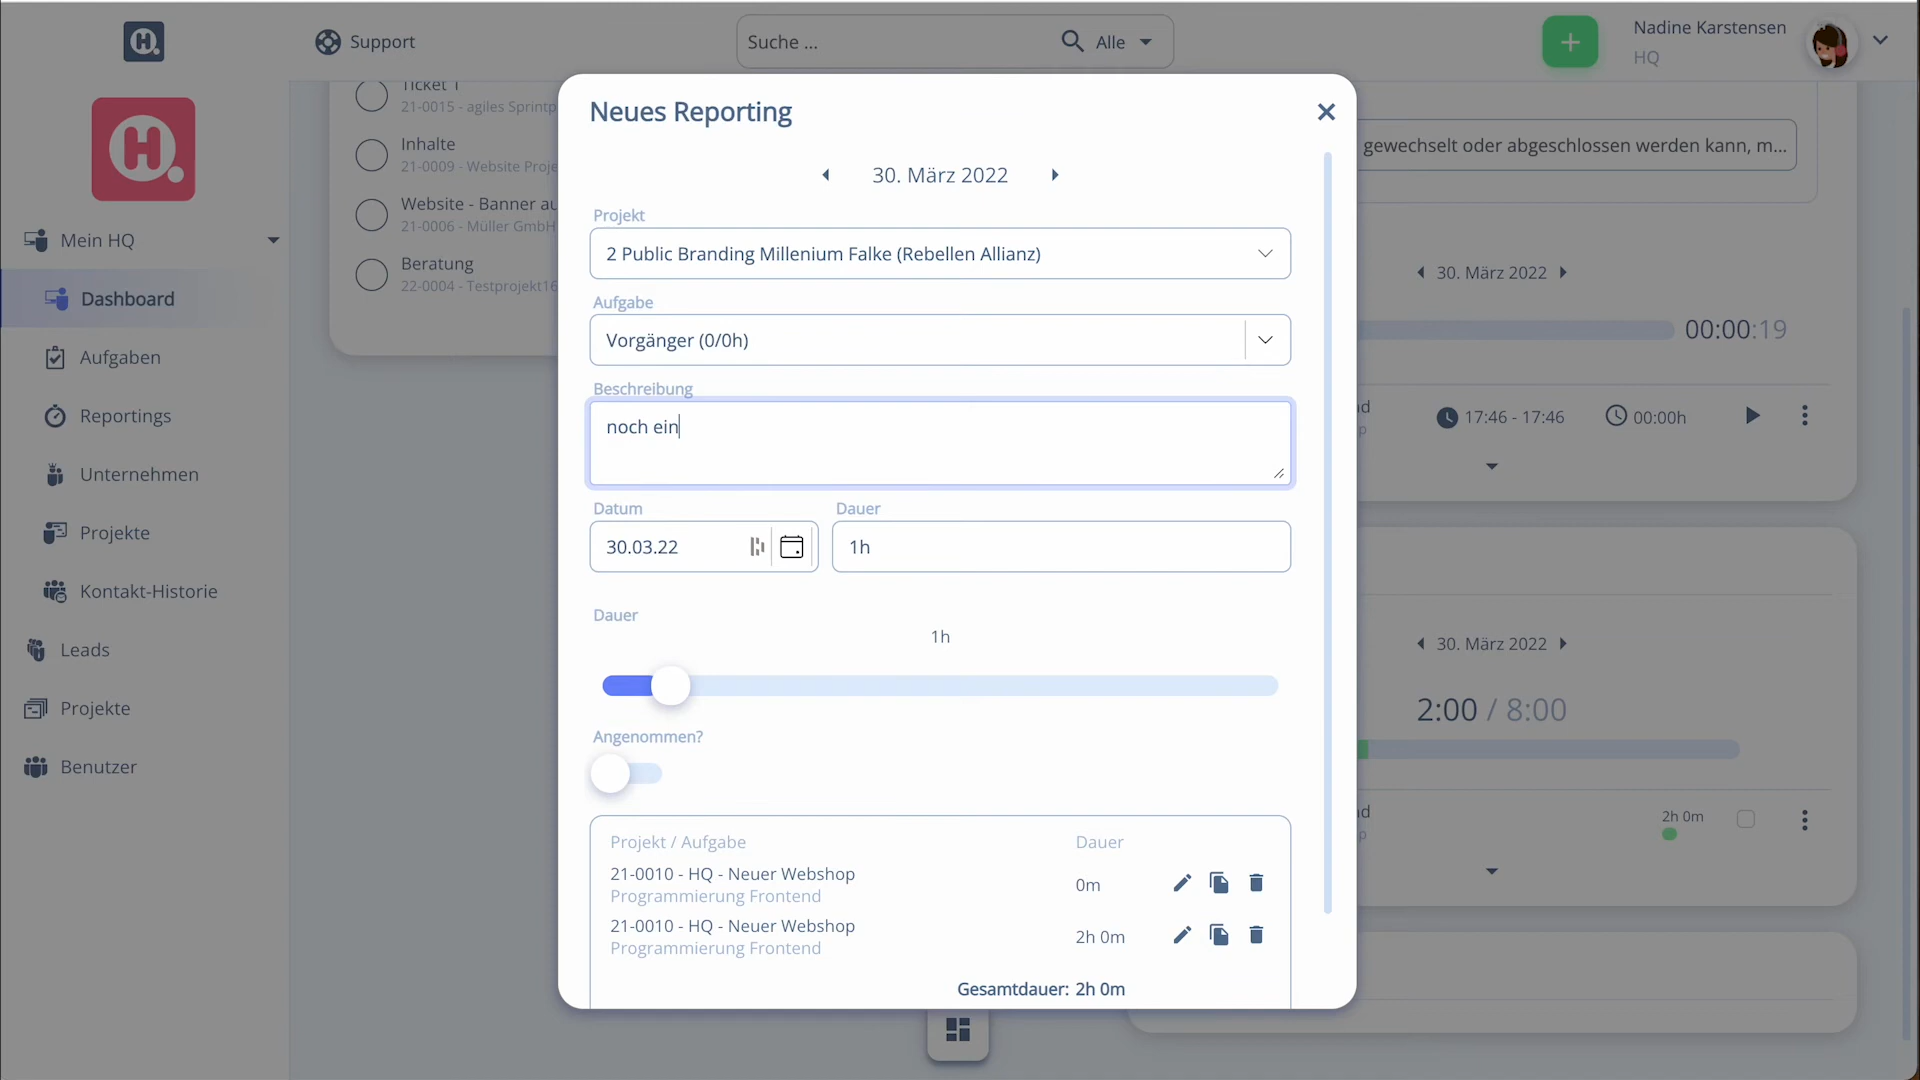 Support
Suche ...
Alle
Nadine Karstensen
HQ
Mein HQ
Dashboard
Aufgaben
Reportings
Unternehmen
Projekte
Kontakt-Historie
Leads
Projekte
Benutzer
Ticket 1
21-0015 - agiles Sprintp
Inhalte
21-0009 - Website Proje
Website - Banner au
21-0006 - Müller GmbH
Beratung
22-0004 - Testprojekt16
Neues Reporting
30. März 2022
Projekt
2 Public Branding Millenium Falke (Rebellen Allianz)
Aufgabe
Vorgänger (0/0h)
Beschreibung
noch ein
Datum
Dauer
30.03.22
1h
Dauer
1h
Angenommen?
Projekt / Aufgabe
Dauer
21-0010 - HQ - Neuer Webshop
0m
Programmierung Frontend
21-0010 - HQ - Neuer Webshop
2h 0m
Programmierung Frontend
Gesamtdauer: 2h 0m
gewechselt oder abgeschlossen werden kann, m...
30. März 2022
00:00:19
nd
p
17:46 - 17:46
00:00h
30. März 2022
2:00 / 8:00
nd
p
2h 0m